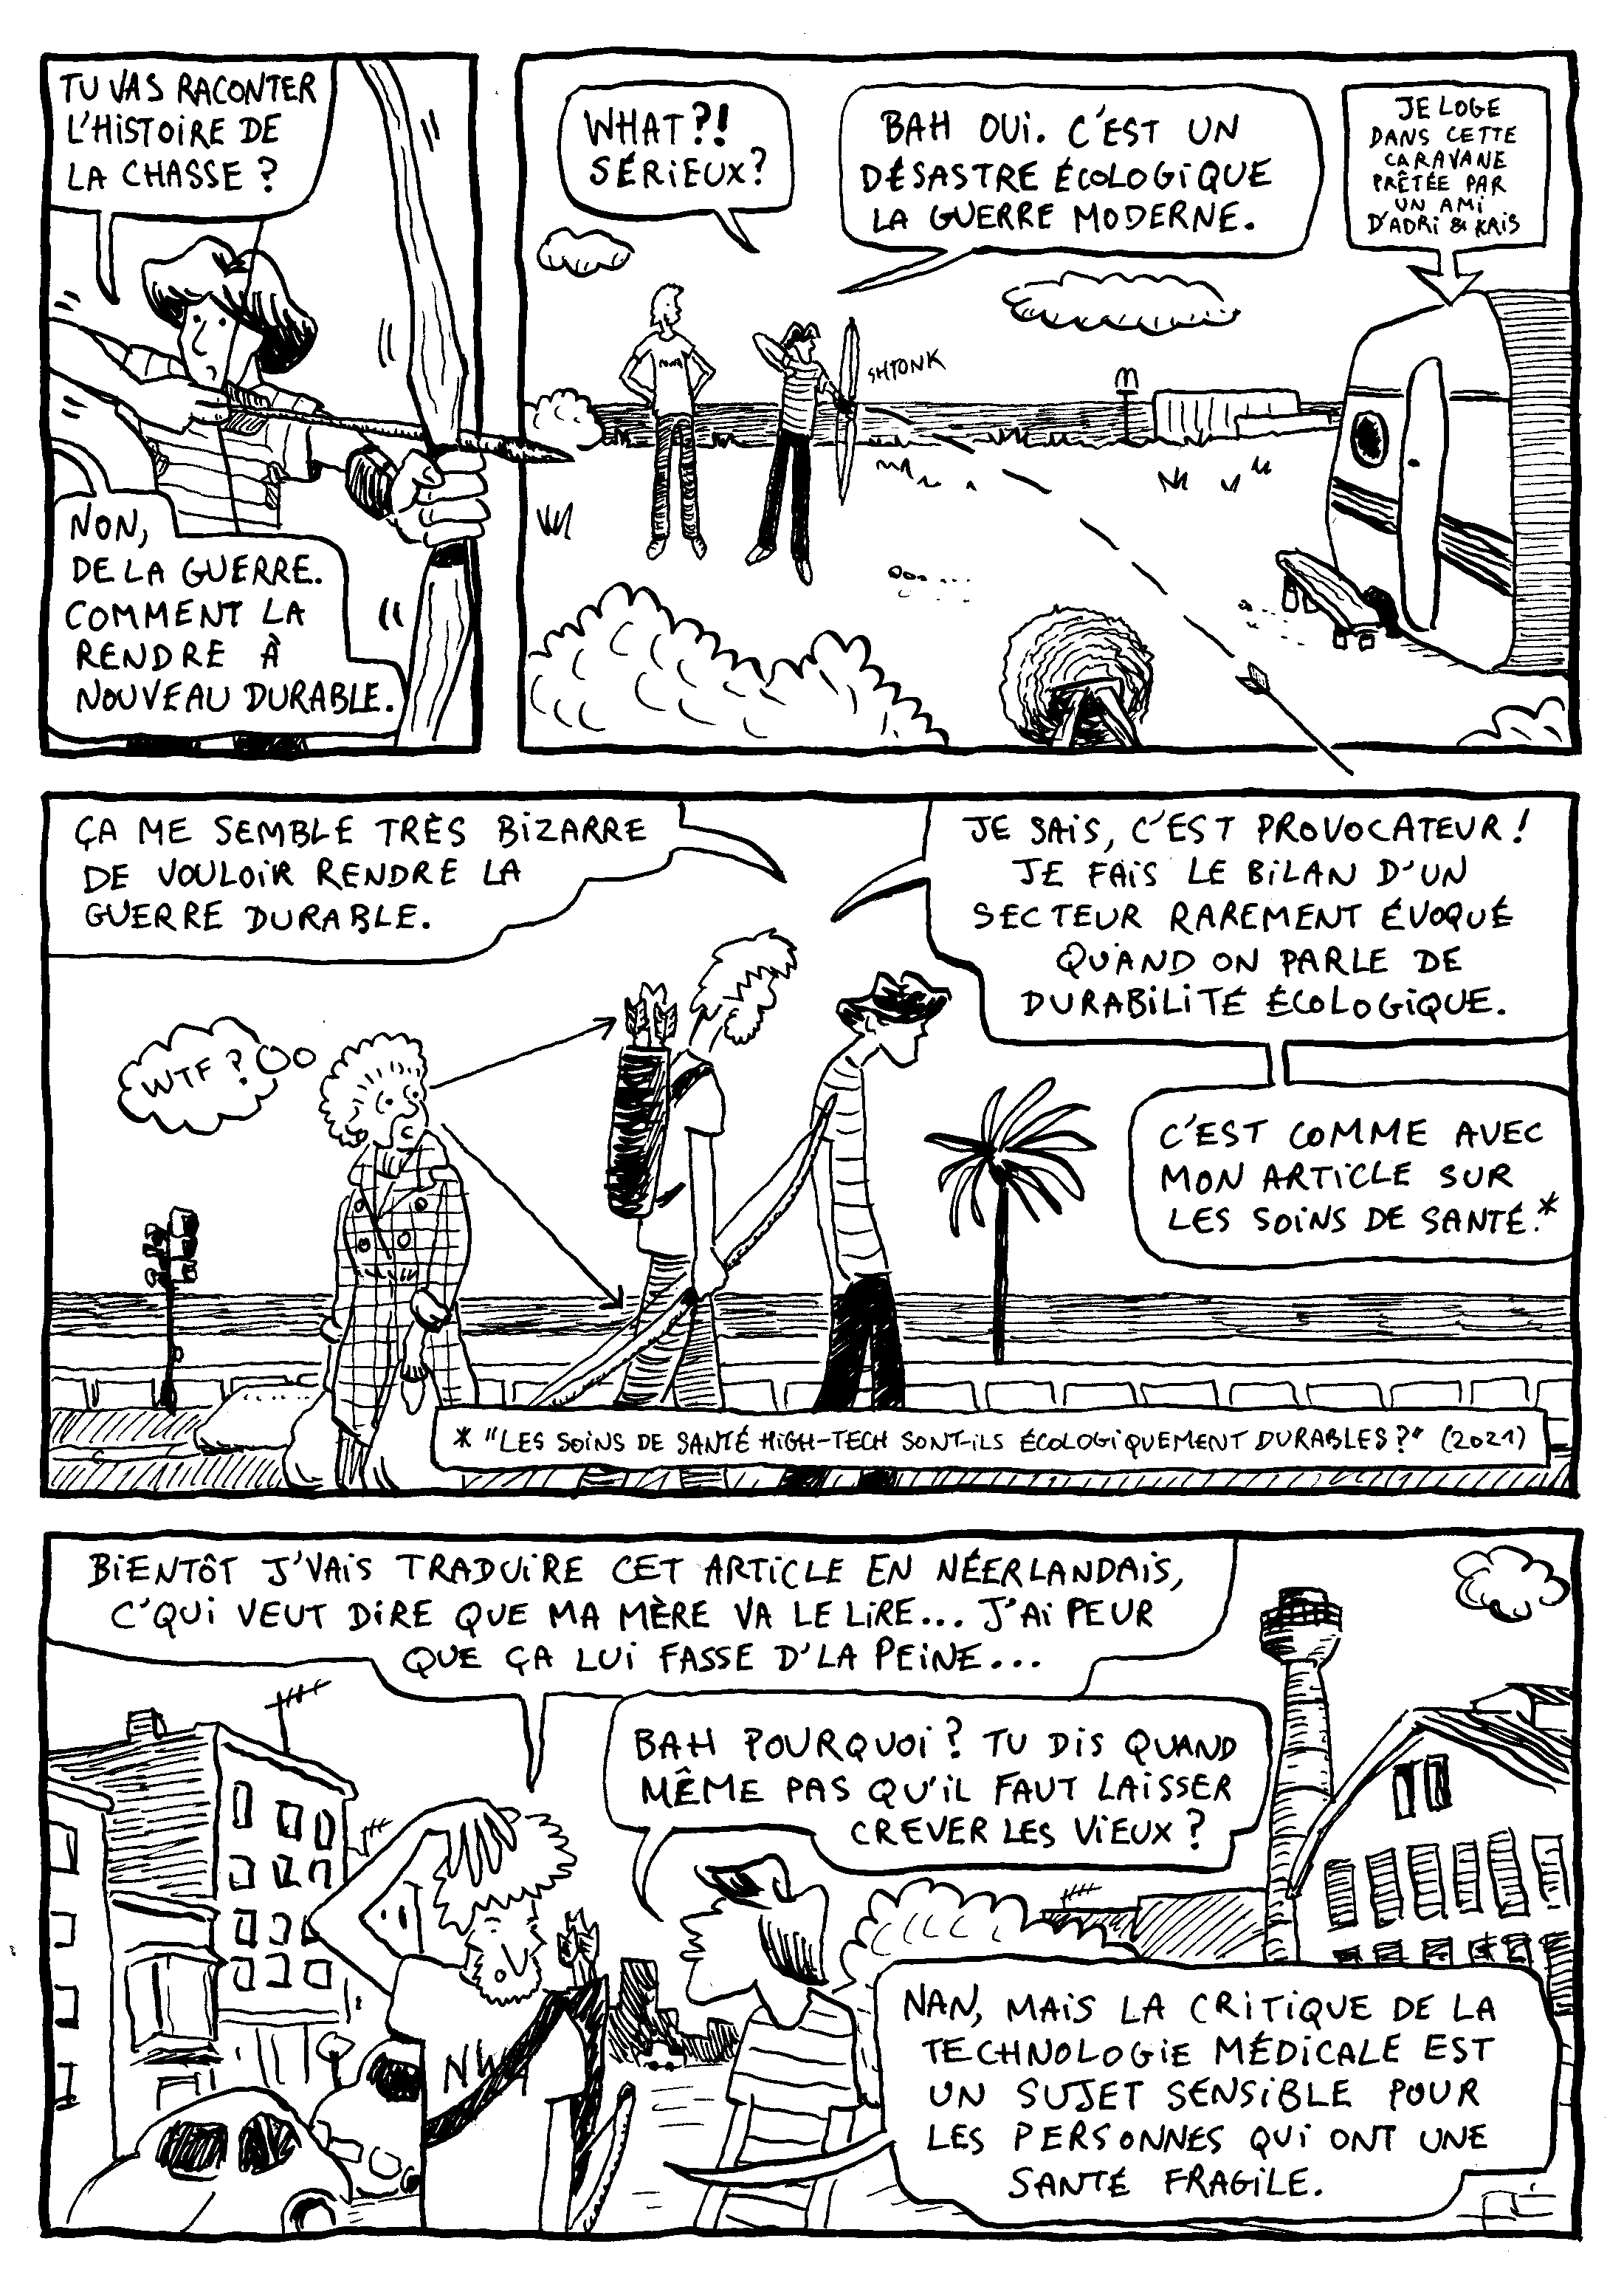 TU VAS RACONTER
L'HISTOIRE DE
LA CHASSE ?
NON,
DE LA GUERRE.
COMMENT LA
RENDRE À
NOUVEAU DURABLE.
WHAT?!
SÉRIEUX?
BAH OUI. C'EST UN
DÉSASTRE ÉCOLOGIQUE
LA GUERRE MODERNE.
JE LOGE
DANS CETTE
CARAVANE
PRÊTÉE PAR
UN AMI
D'ADRI & KRIS
SHTONK
ÇA ME SEMBLE TRÈS BIZARRE
DE VOULOIR RENDRE LA
GUERRE DURABLE.
JE SAIS, C'EST PROVOCATEUR !
JE FAIS LE BILAN D'UN
SECTEUR RAREMENT ÉVOQUÉ
QUAND ON PARLE DE
DURABILITÉ ÉCOLOGIQUE.
WTF ?
C'EST COMME AVEC
MON ARTICLE SUR
LES SOINS DE SANTÉ.*
* "LES SOINS DE SANTÉ HIGH-TECH SONT-ILS ÉCOLOGIQUEMENT DURABLES ?" (2021)
BIENTÔT J'VAIS TRADUIRE CET ARTICLE EN NÉERLANDAIS,
C'QUI VEUT DIRE QUE MA MÈRE VA LE LIRE... J'AI PEUR
QUE ÇA LUI FASSE D'LA PEINE...
BAH POURQUOI ? TU DIS QUAND
MÊME PAS QU'IL FAUT LAISSER
CREVER LES VIEUX ?
NAN, MAIS LA CRITIQUE DE LA
TECHNOLOGIE MÉDICALE EST
UN SUJET SENSIBLE POUR
LES PERSONNES QUI ONT UNE
SANTÉ FRAGILE.